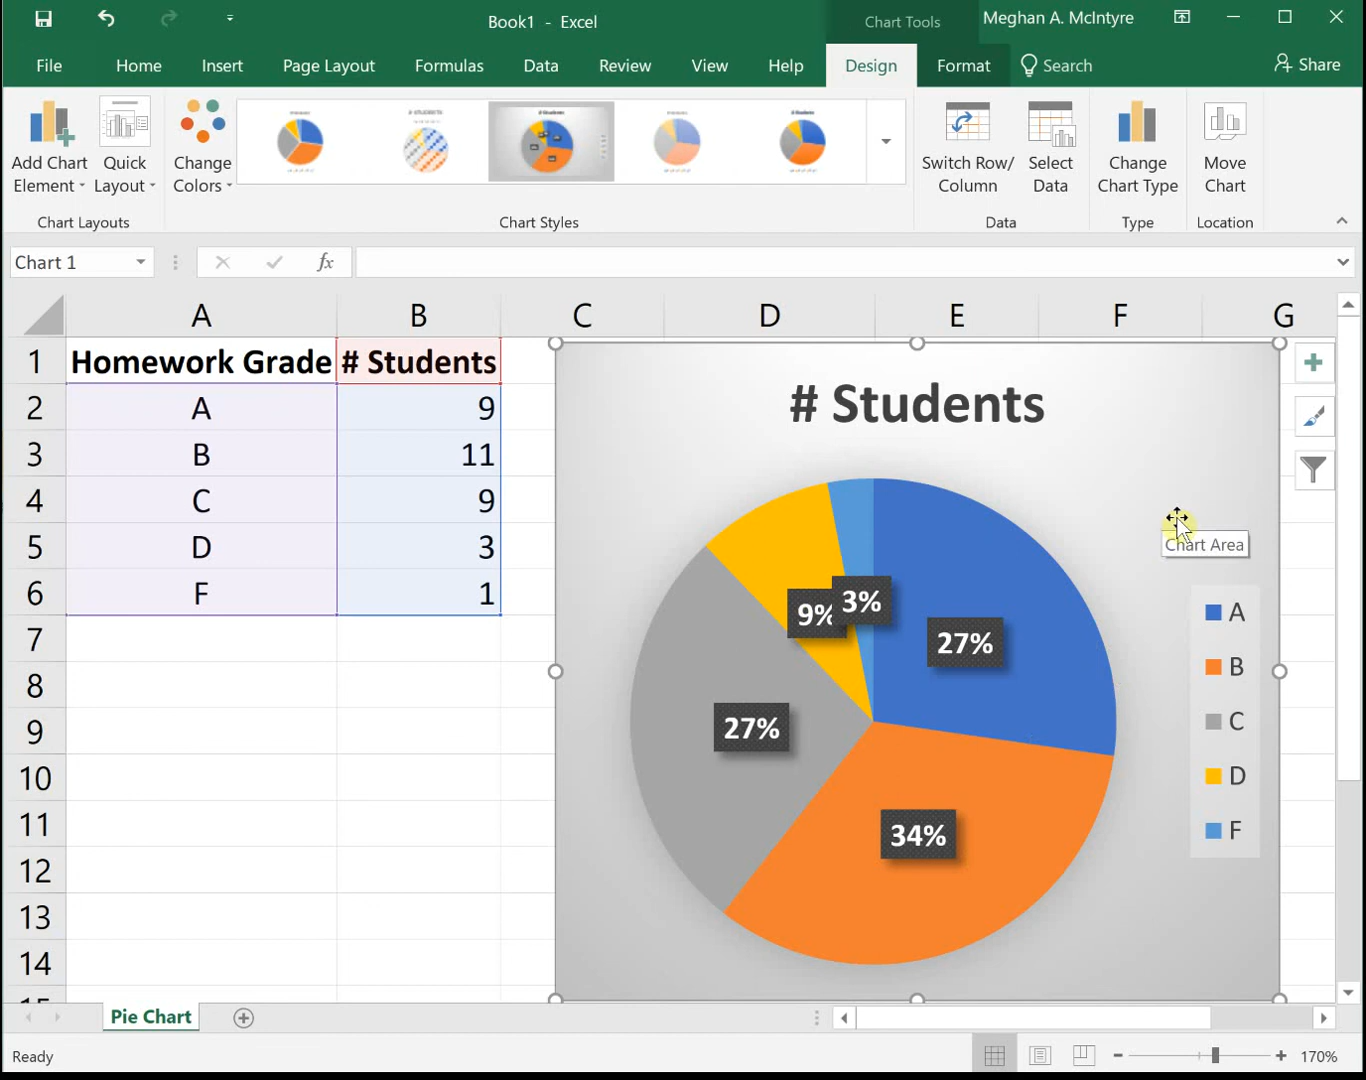 Book1 - Excel
Chart Tools
Meghan A. McIntyre
File Home Insert Page Layout Formulas Data Review View Help Design Format Search Share
Add Chart Element
Quick Layout
Change Colors
# Students
# Students
# Students
Switch Row/ Column
Select Data
Change Chart Type
Move Chart
Chart Layouts
Chart Styles
Data
Type
Location
Chart 1
fx
A B C D E F G
1 Homework Grade # Students
2 A 9
3 B 11
4 C 9
5 D 3
6 F 1
7
8
9
10
11
12
13
14
15
# Students
Chart Area
9%
3%
27%
27%
34%
A
B
C
D
F
Pie Chart
Ready
170%